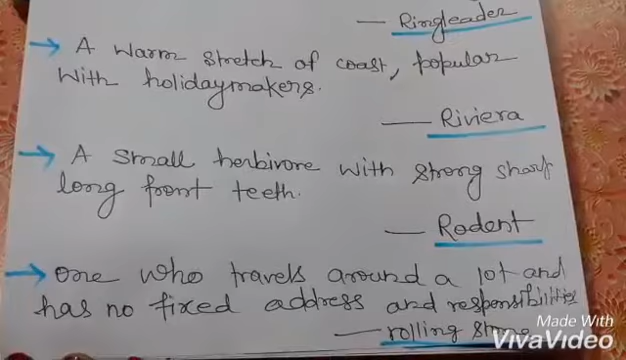 — Ringleader
→ A warm stretch of coast, popular
with holidaymakers.
— Riviera
→ A small herbivore with strong sharp
long front teeth.
— Rodent
→ one who travels around a lot and
has no fixed address and responsibilities
— rolling stone
Made With
VivaVideo